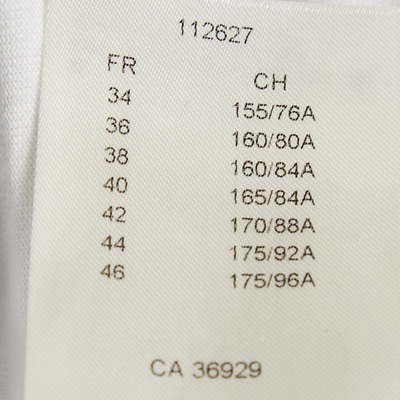 112627
FR CH
34 155/76A
36 160/80A
38 160/84A
40 165/84A
42 170/88A
44 175/92A
46 175/96A
CA 36929